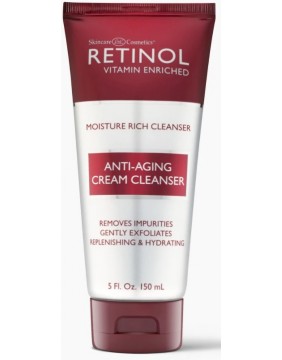 Skincare LdeL Cosmetics®
RETINOL
VITAMIN ENRICHED
MOISTURE RICH CLEANSER
ANTI-AGING
CREAM CLEANSER
REMOVES IMPURITIES
GENTLY EXFOLIATES
REPLENISHING & HYDRATING
5 Fl. Oz. 150 mL